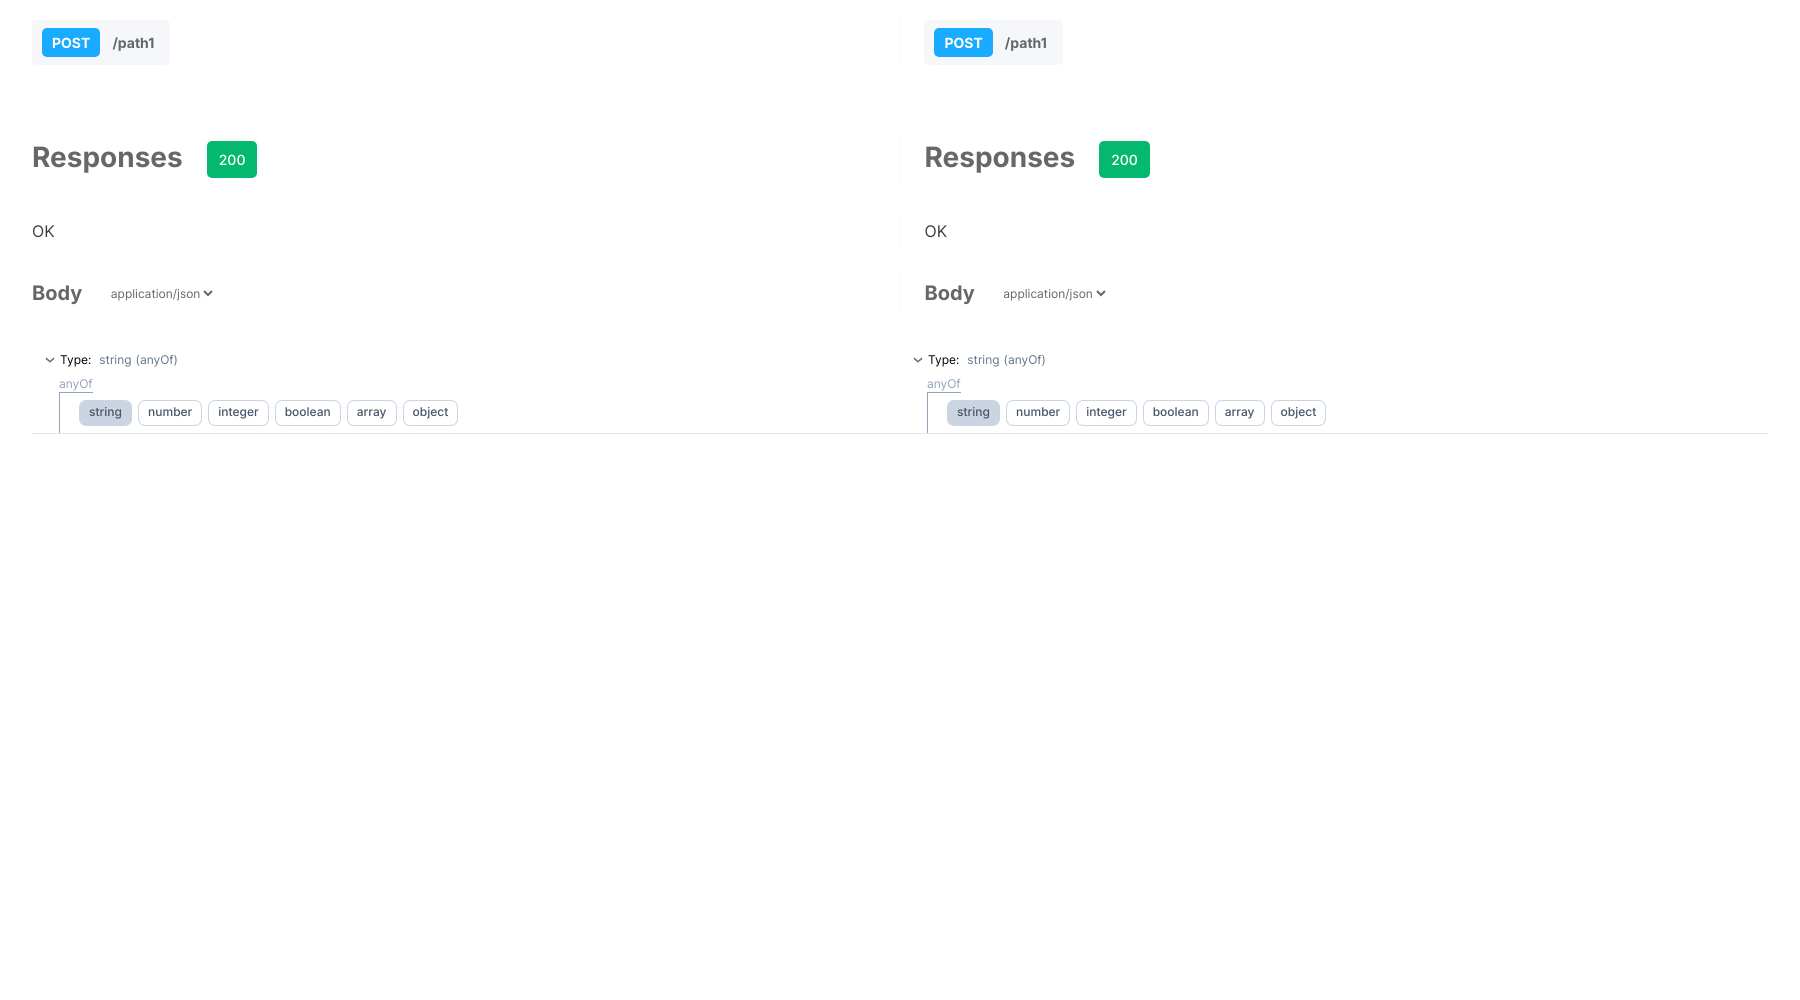 POST /path1 POST /path1
Responses 200 Responses 200
OK OK
Body application/json Body application/json
Type: string (anyOf) Type: string (anyOf)
anyOf anyOf
string number integer boolean array object string number integer boolean array object